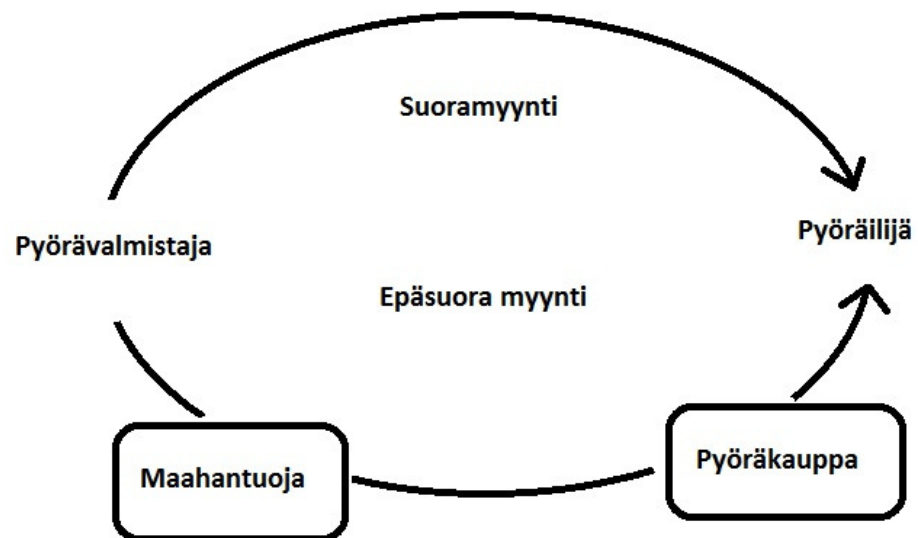 Suoramyynti
Pyörävalmistaja
Pyöräilijä
Epäsuora myynti
Maahantuoja
Pyöräkauppa